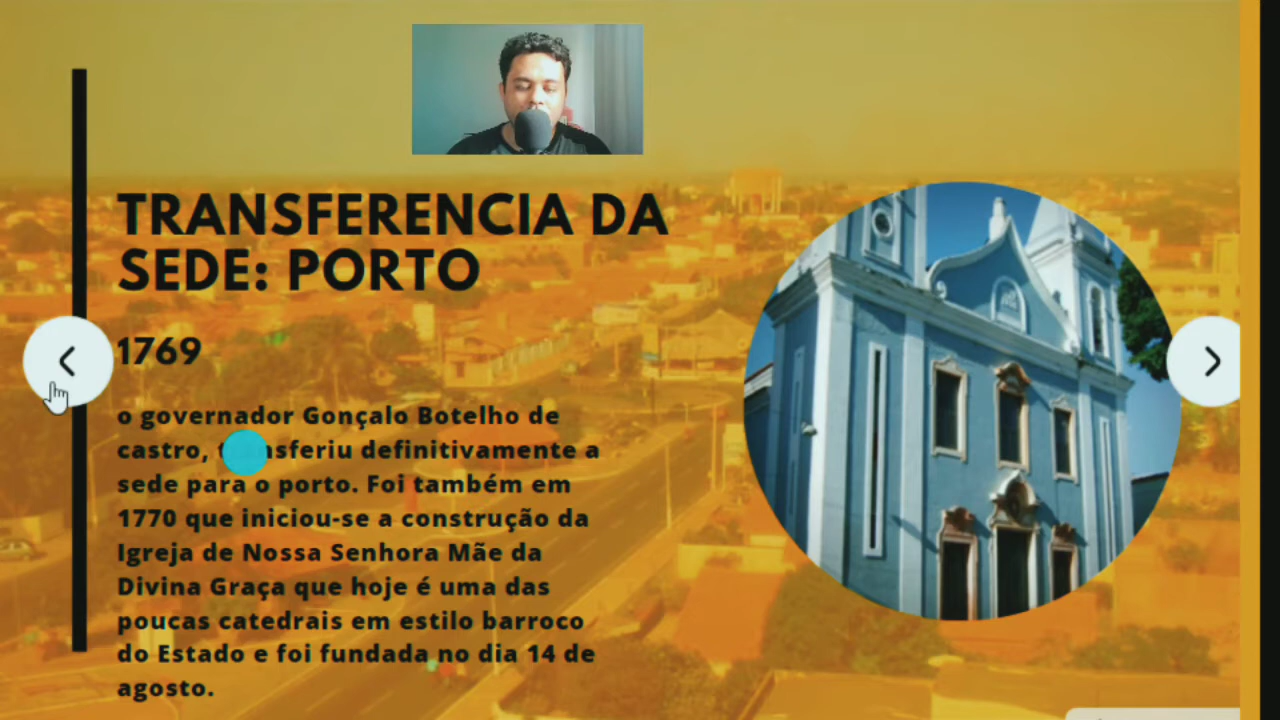 TRANSFERENCIA DA
SEDE: PORTO
1769
o governador Gonçalo Botelho de
castro, definitivamente a
sede para o porto. Foi também em
1770 que iniciou-se a construção da
Igreja de Nossa Senhora Mãe da
Divina Graça que hoje é uma das
poucas catedrais em estilo barroco
do Estado e foi fundada no dia 14 de
agosto.